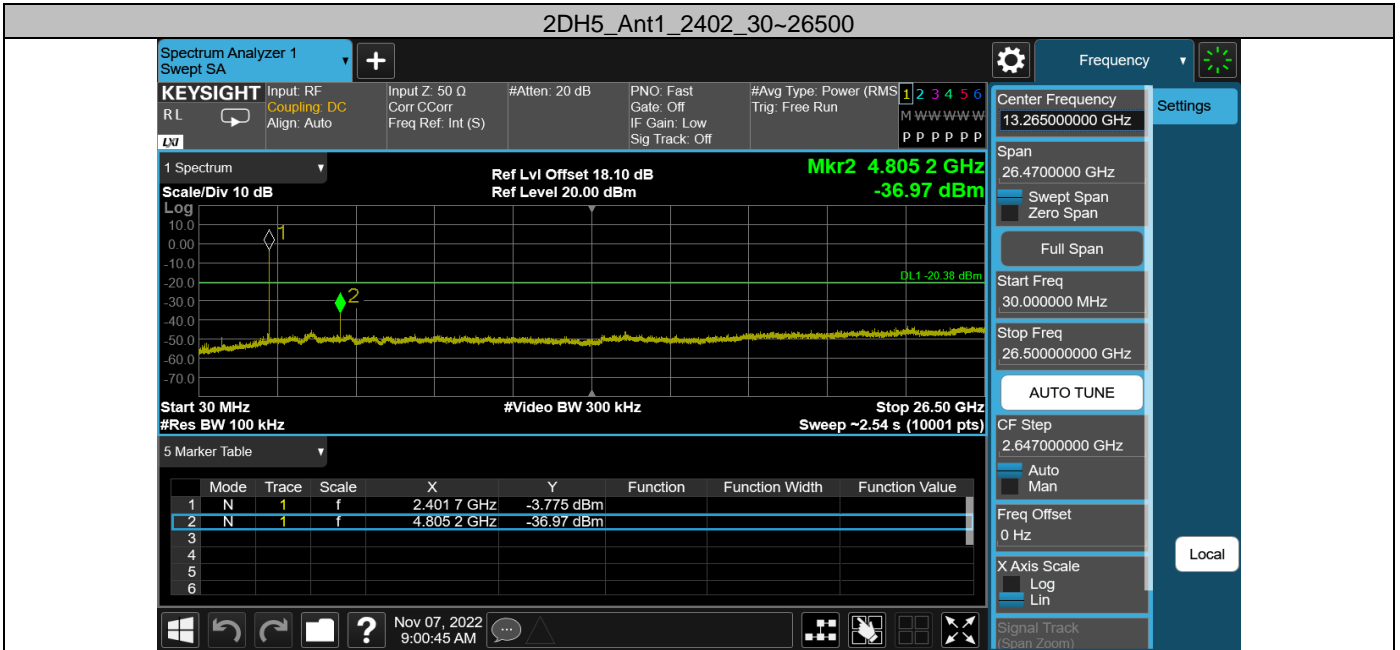 2DH5_Ant1_2402_30~26500
Spectrum Analyzer 1
Swept SA
Frequency
KEYSIGHT
RL
LXI
Input: RF
Coupling: DC
Align: Auto
Input Z: 50 Ω
Corr CCorr
Freq Ref: Int (S)
#Atten: 20 dB
PNO: Fast
Gate: Off
IF Gain: Low
Sig Track: Off
#Avg Type: Power (RMS
Trig: Free Run
1 2 3 4 5 6
M W W W W W
P P P P P P
1 Spectrum
Scale/Div 10 dB
Ref Lvl Offset 18.10 dB
Ref Level 20.00 dBm
Mkr2 4.805 2 GHz
-36.97 dBm
Log
10.0
0.00
-10.0
-20.0
-30.0
-40.0
-50.0
-60.0
-70.0
1
2
DL1 -20.38 dBm
Start 30 MHz
#Res BW 100 kHz
#Video BW 300 kHz
Stop 26.50 GHz
Sweep ~2.54 s (10001 pts)
5 Marker Table
Mode Trace Scale X Y Function Function Width Function Value
1 N 1 f 2.401 7 GHz -3.775 dBm
2 N 1 f 4.805 2 GHz -36.97 dBm
3
4
5
6
Nov 07, 2022
9:00:45 AM
Center Frequency
13.265000000 GHz
Settings
Span
26.4700000 GHz
Swept Span
Zero Span
Full Span
Start Freq
30.000000 MHz
Stop Freq
26.500000000 GHz
AUTO TUNE
CF Step
2.647000000 GHz
Auto
Man
Freq Offset
0 Hz
Local
X Axis Scale
Log
Lin
Signal Track
(Span Zoom)